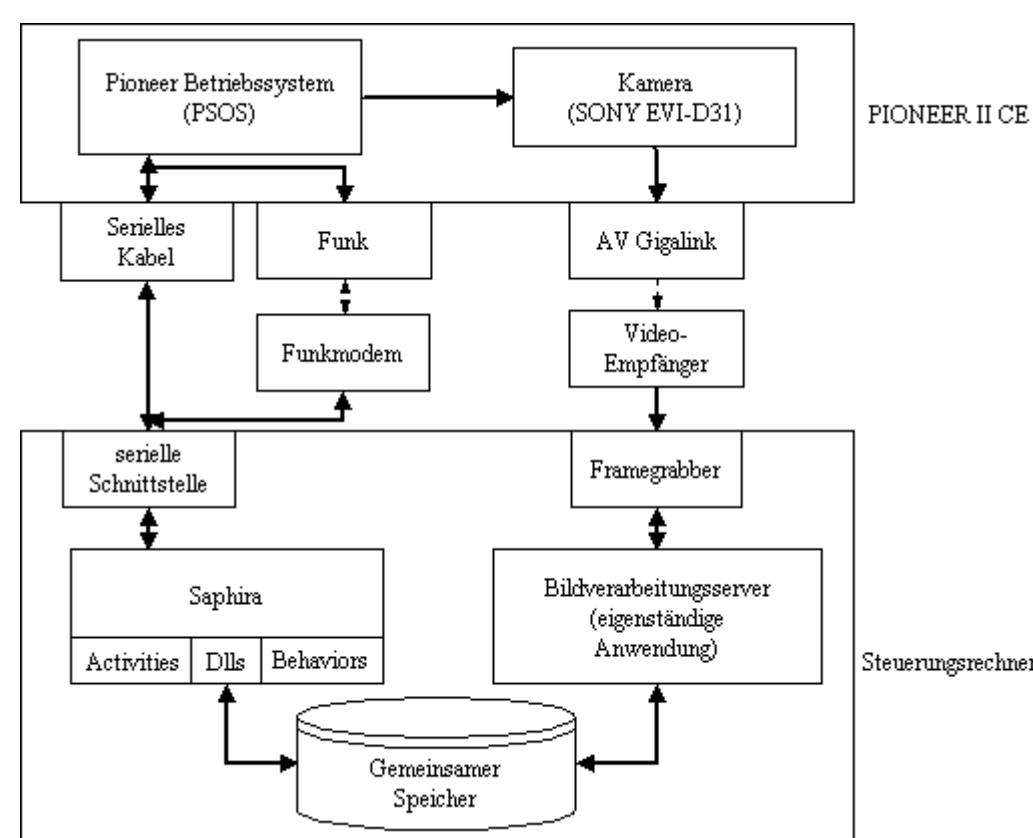 Pioneer Betriebssystem
(PSOS)
Kamera
(SONY EVI-D31)
PIONEER II CE
Serielles
Kabel
Funk
AV Gigalink
Funkmodem
Video-
Empfänger
serielle
Schnittstelle
Framegrabber
Saphira
Activities
Dlls
Behaviors
Bildverarbeitungsserver
(eigenständige
Anwendung)
Steuerungsrechner
Gemeinsamer
Speicher